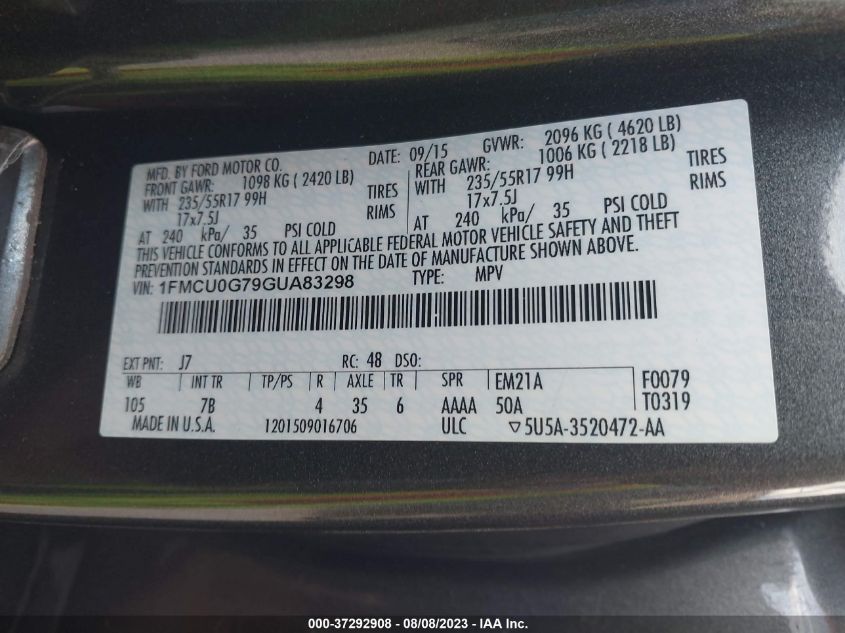 MFD. BY FORD MOTOR CO. DATE: 09/15 GVWR: 2096 KG ( 4620 LB)
FRONT GAWR: 1098 KG ( 2420 LB) REAR GAWR: 1006 KG ( 2218 LB)
WITH 235/55R17 99H TIRES WITH 235/55R17 99H TIRES
17x7.5J RIMS 17x7.5J RIMS
AT 240 kPa/ 35 PSI COLD AT 240 kPa/ 35 PSI COLD
THIS VEHICLE CONFORMS TO ALL APPLICABLE FEDERAL MOTOR VEHICLE SAFETY AND THEFT
PREVENTION STANDARDS IN EFFECT ON THE DATE OF MANUFACTURE SHOWN ABOVE.
VIN: 1FMCU0G79GUA83298 TYPE: MPV
EXT PNT: J7 RC: 48 DSO:
WB INT TR TP/PS R AXLE TR SPR EM21A F0079
105 7B 4 35 6 AAAA 50A T0319
MADE IN U.S.A. 1201509016706 ULC ▽5U5A-3520472-AA
000-37292908 - 08/08/2023 - IAA Inc.